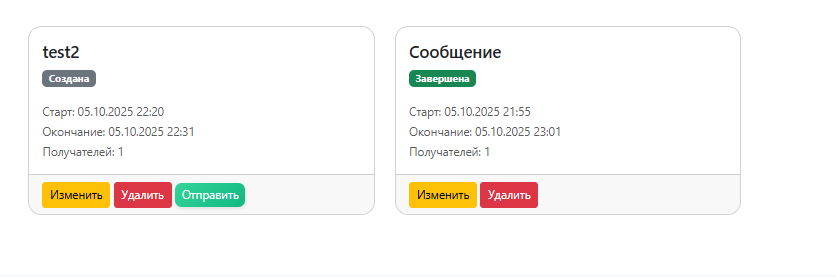 test2
Создана
Старт: 05.10.2025 22:20
Окончание: 05.10.2025 22:31
Получателей: 1
Изменить Удалить Отправить
Сообщение
Завершена
Старт: 05.10.2025 21:55
Окончание: 05.10.2025 23:01
Получателей: 1
Изменить Удалить